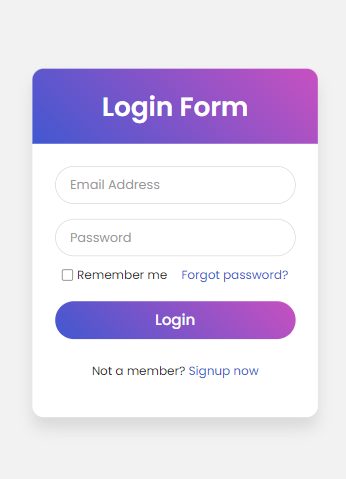 Login Form
Email Address
Password
Remember me Forgot password?
Login
Not a member? Signup now